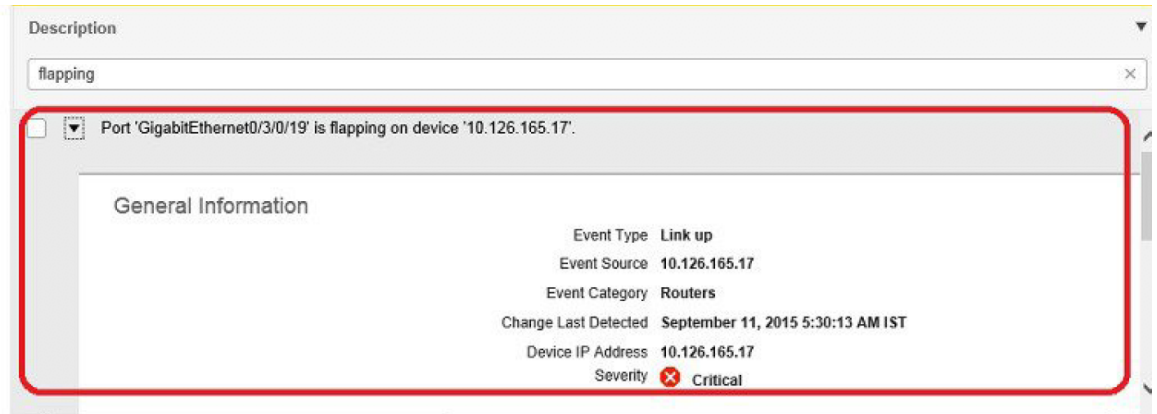 Description
flapping
Port 'GigabitEthernet0/3/0/19' is flapping on device '10.126.165.17'.
General Information
Event Type Link up
Event Source 10.126.165.17
Event Category Routers
Change Last Detected September 11, 2015 5:30:13 AM IST
Device IP Address 10.126.165.17
Severity Critical